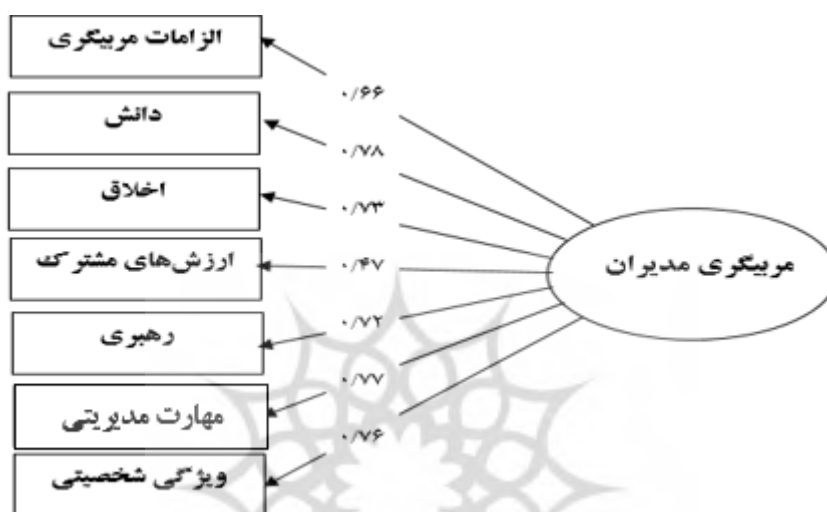 الزامات مربیگری
۰/۶۶
دانش
۰/۷۸
اخلاق
۰/۷۳
ارزش‌های مشترک
۰/۴۷
مربیگری مدیران
رهبری
۰/۷۲
مهارت مدیریتی
۰/۷۷
ویژگی شخصیتی
۰/۷۶